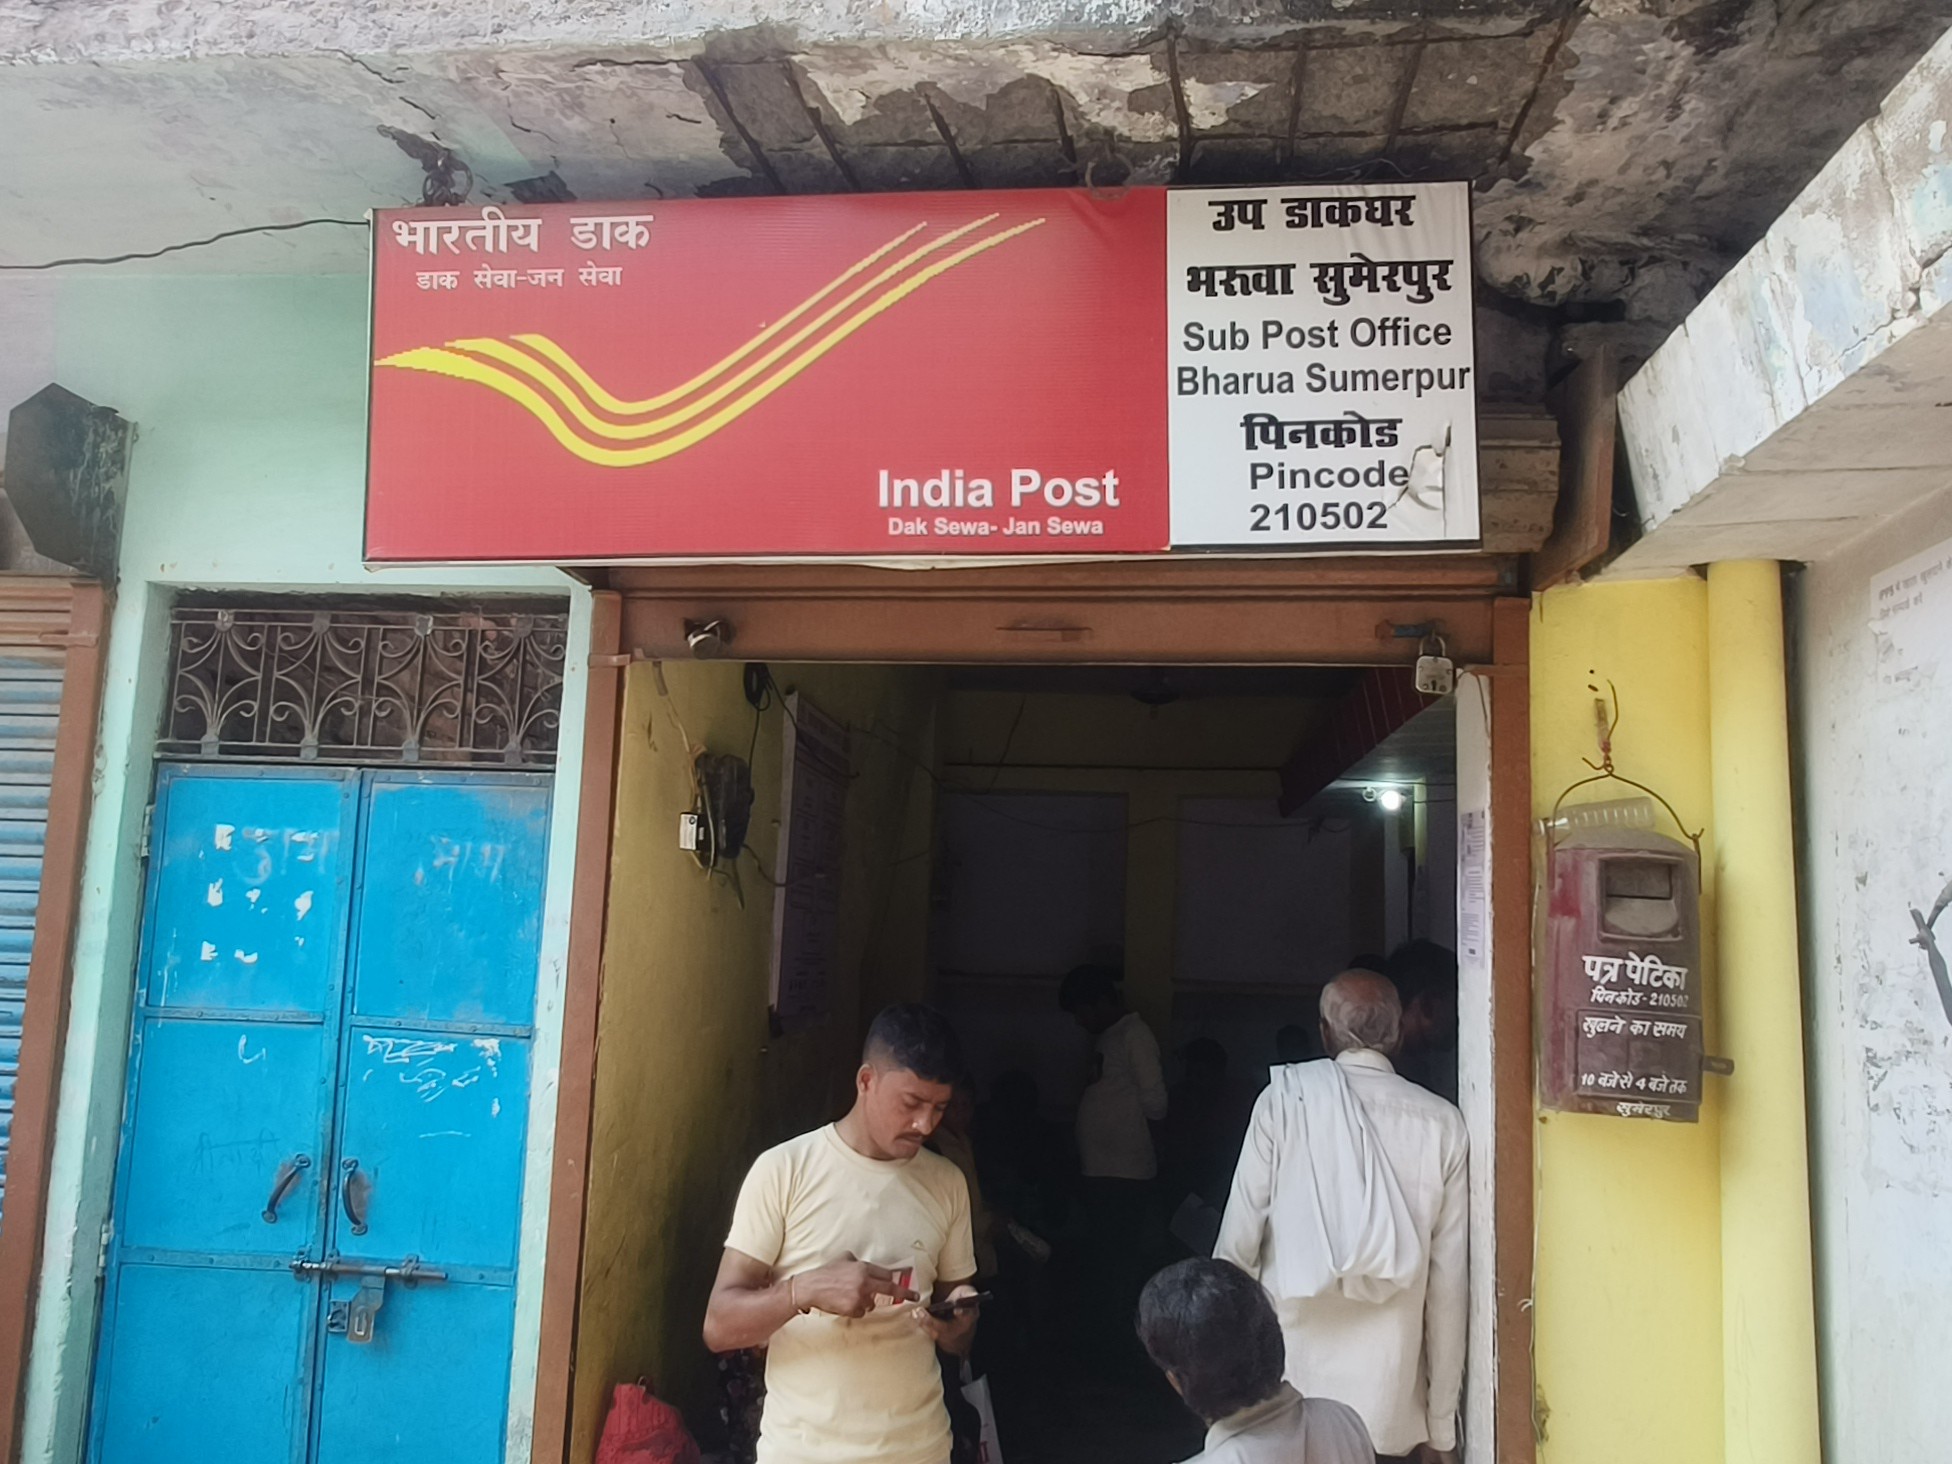 भारतीय डाक
डाक सेवा-जन सेवा
India Post
Dak Sewa- Jan Sewa
उप डाकघर
भरुवा सुमेरपुर
Sub Post Office
Bharua Sumerpur
पिनकोड
Pincode
210502
पत्र पेटिका
पिनकोड - 210502
खुलने का समय
10 बजे से 4 बजे तक
सुमेरपुर